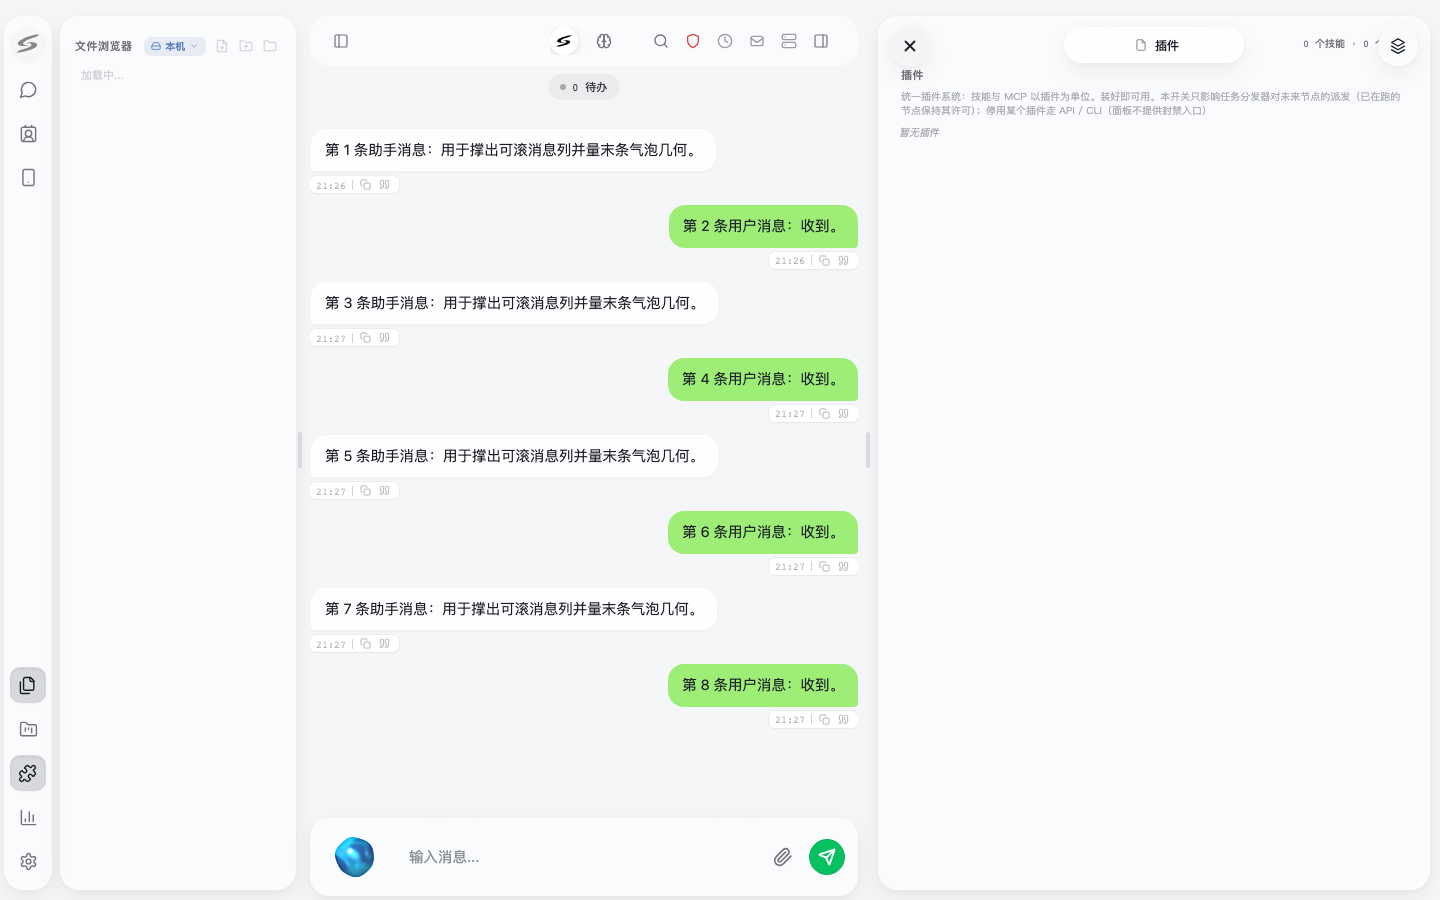 文件浏览器 本机
加载中...
0 待办
第 1 条助手消息：用于撑出可滚消息列并量末条气泡几何。
21:26
第 2 条用户消息：收到。
21:26
第 3 条助手消息：用于撑出可滚消息列并量末条气泡几何。
21:27
第 4 条用户消息：收到。
21:27
第 5 条助手消息：用于撑出可滚消息列并量末条气泡几何。
21:27
第 6 条用户消息：收到。
21:27
第 7 条助手消息：用于撑出可滚消息列并量末条气泡几何。
21:27
第 8 条用户消息：收到。
21:27
输入消息...
插件
0 个技能 · 0
插件
统一插件系统：技能与 MCP 以插件为单位。装好即可用。本开关只影响任务分发器对未来节点的派发（已在跑的
节点保持其许可）；停用某个插件走 API / CLI（面板不提供封禁入口）
暂无插件